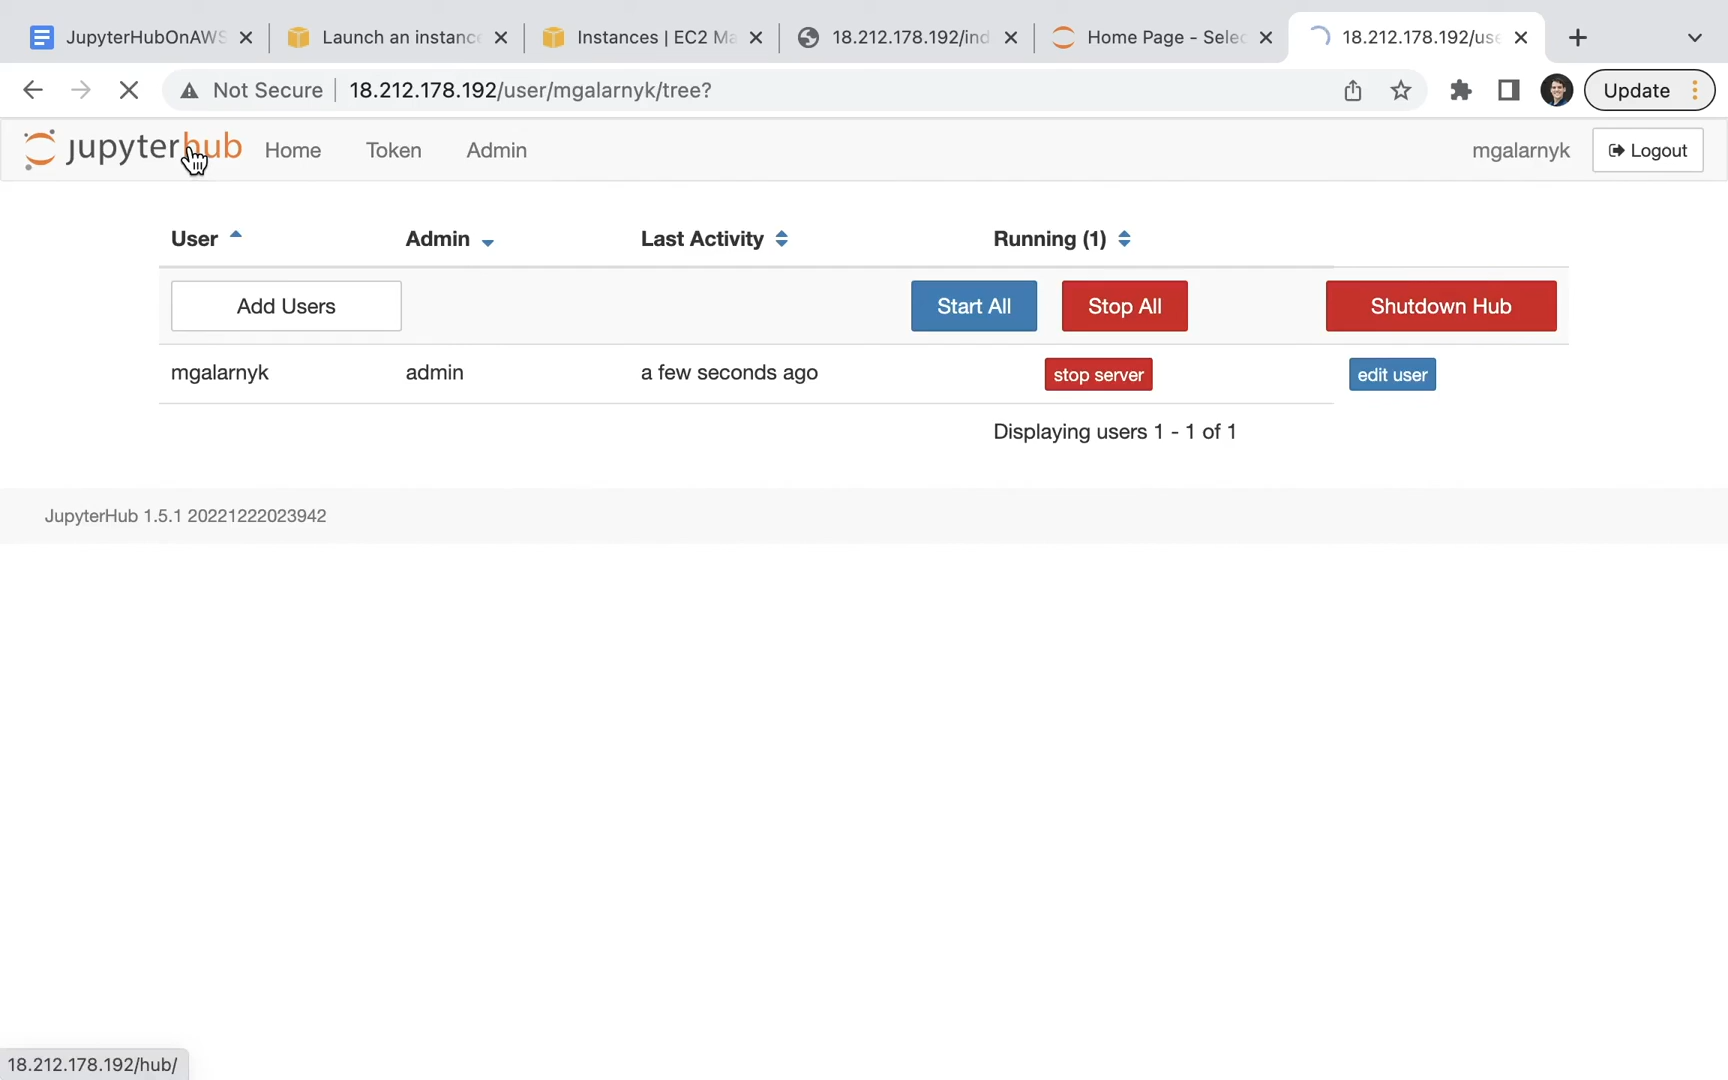 JupyterHubOnAWS
Launch an instance
Instances | EC2 Ma
18.212.178.192/ind
Home Page - Selec
18.212.178.192/use
Not Secure
18.212.178.192/user/mgalarnyk/tree?
Update
jupyterhub
Home
Token
Admin
mgalarnyk
Logout
User
Admin
Last Activity
Running (1)
Add Users
Start All
Stop All
Shutdown Hub
mgalarnyk
admin
a few seconds ago
stop server
edit user
Displaying users 1 - 1 of 1
JupyterHub 1.5.1 20221222023942
18.212.178.192/hub/